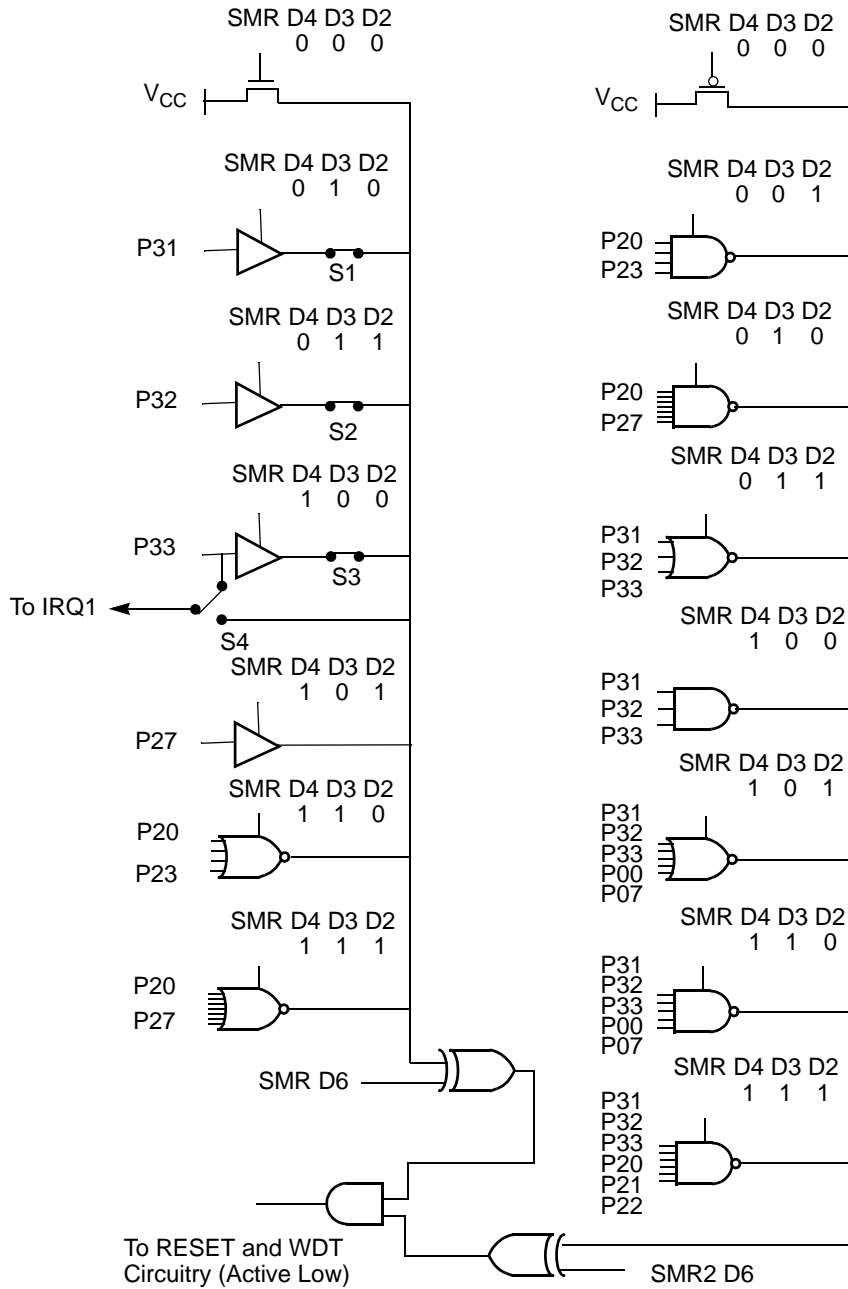 SMR D4 D3 D2
0 0 0
VCC
SMR D4 D3 D2
0 1 0
P31
S1
SMR D4 D3 D2
0 1 1
P32
S2
SMR D4 D3 D2
1 0 0
P33
S3
To IRQ1
S4
SMR D4 D3 D2
1 0 1
P27
SMR D4 D3 D2
1 1 0
P20
P23
SMR D4 D3 D2
1 1 1
P20
P27
SMR D6
To RESET and WDT
Circuitry (Active Low)
SMR D4 D3 D2
0 0 0
VCC
SMR D4 D3 D2
0 0 1
P20
P23
SMR D4 D3 D2
0 1 0
P20
P27
SMR D4 D3 D2
0 1 1
P31
P32
P33
SMR D4 D3 D2
1 0 0
P31
P32
P33
SMR D4 D3 D2
1 0 1
P31
P32
P33
P00
P07
SMR D4 D3 D2
1 1 0
P31
P32
P33
P00
P07
SMR D4 D3 D2
1 1 1
P31
P32
P33
P20
P21
P22
SMR2 D6